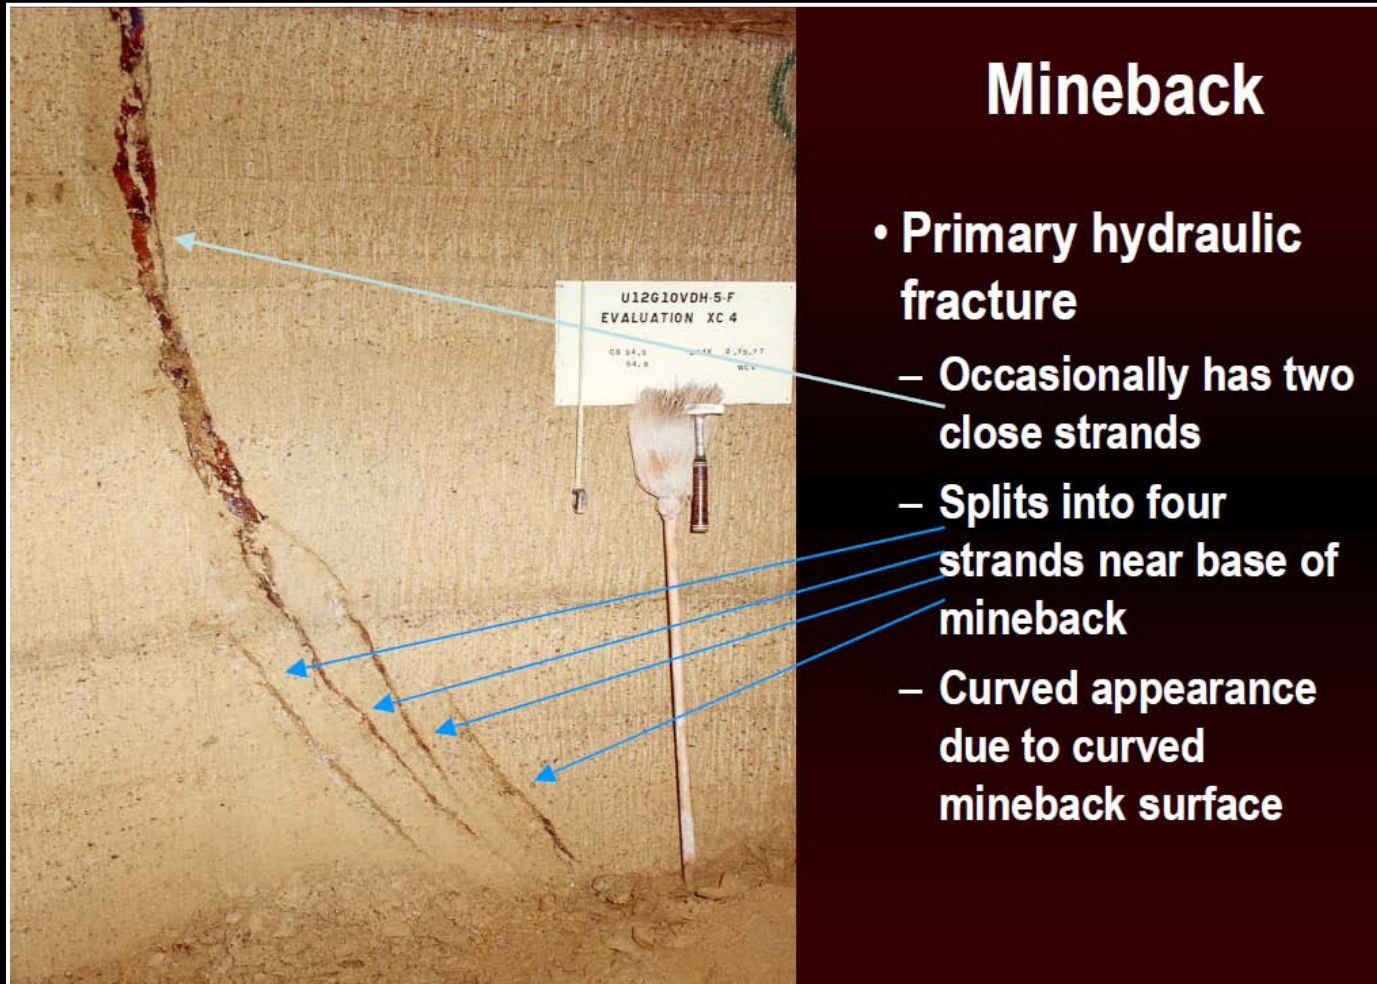 Mineback
• Primary hydraulic
fracture
– Occasionally has two
close strands
– Splits into four
strands near base of
mineback
– Curved appearance
due to curved
mineback surface
U12G10VDH-5-F
EVALUATION XC 4